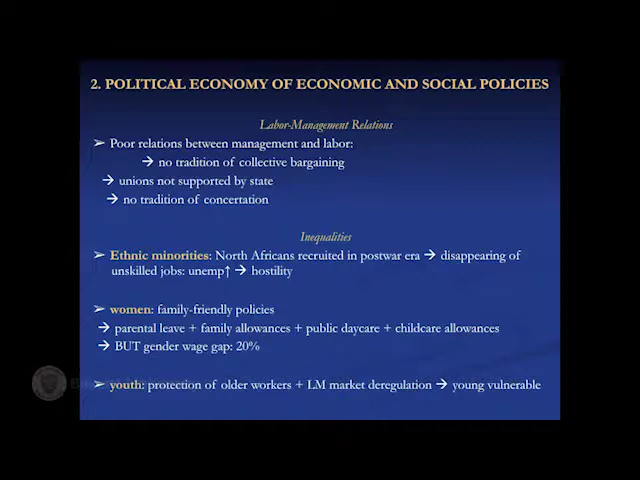 2. POLITICAL ECONOMY OF ECONOMIC AND SOCIAL POLICIES
Labor-Management Relations
➢ Poor relations between management and labor:
→ no tradition of collective bargaining
→ unions not supported by state
→ no tradition of concertation
Inequalities
➢ Ethnic minorities: North Africans recruited in postwar era → disappearing of
unskilled jobs: unemp↑ → hostility
➢ women: family-friendly policies
→ parental leave + family allowances + public daycare + childcare allowances
→ BUT gender wage gap: 20%
➢ youth: protection of older workers + LM market deregulation → young vulnerable